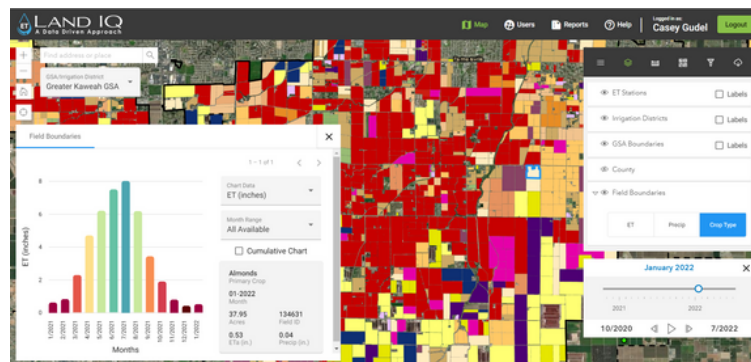 ET
LAND IQ
A Data Driven Approach
Map
Users
Reports
Help
Logged in as:
Casey Gudel
Logout
Find address or place
GSA/Irrigation District
Greater Kaweah GSA
Field Boundaries
1 – 1 of 1
8
6
4
2
0
ET (inches)
1/2021
2/2021
3/2021
4/2021
5/2021
6/2021
7/2021
8/2021
9/2021
10/2021
11/2021
12/2021
1/2022
Months
Chart Data
ET (inches)
Month Range
All Available
Cumulative Chart
Almonds
Primary Crop
01-2022
Month
37.95 134631
Acres Field ID
0.53 0.04
ETa (in.) Precip (in.)
ET Stations Labels
Irrigation Districts Labels
GSA Boundaries Labels
County
Field Boundaries
ET Precip Crop Type
January 2022
2021 2022
10/2020 7/2022